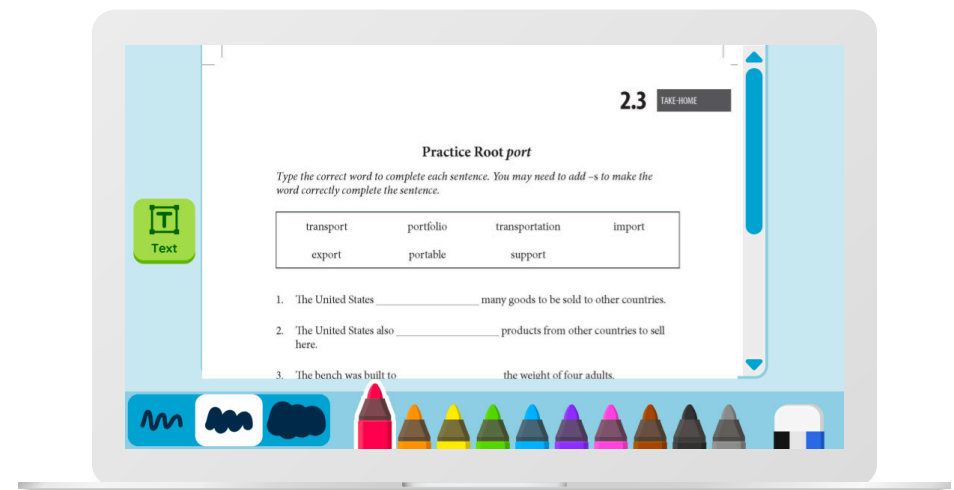 2.3 TAKE-HOME
Practice Root port
Type the correct word to complete each sentence. You may need to add –s to make the
word correctly complete the sentence.
transport portfolio transportation import
export portable support
Text
1. The United States ____________________ many goods to be sold to other countries.
2. The United States also ____________________ products from other countries to sell
here.
3. The bench was built to ____________________ the weight of four adults.